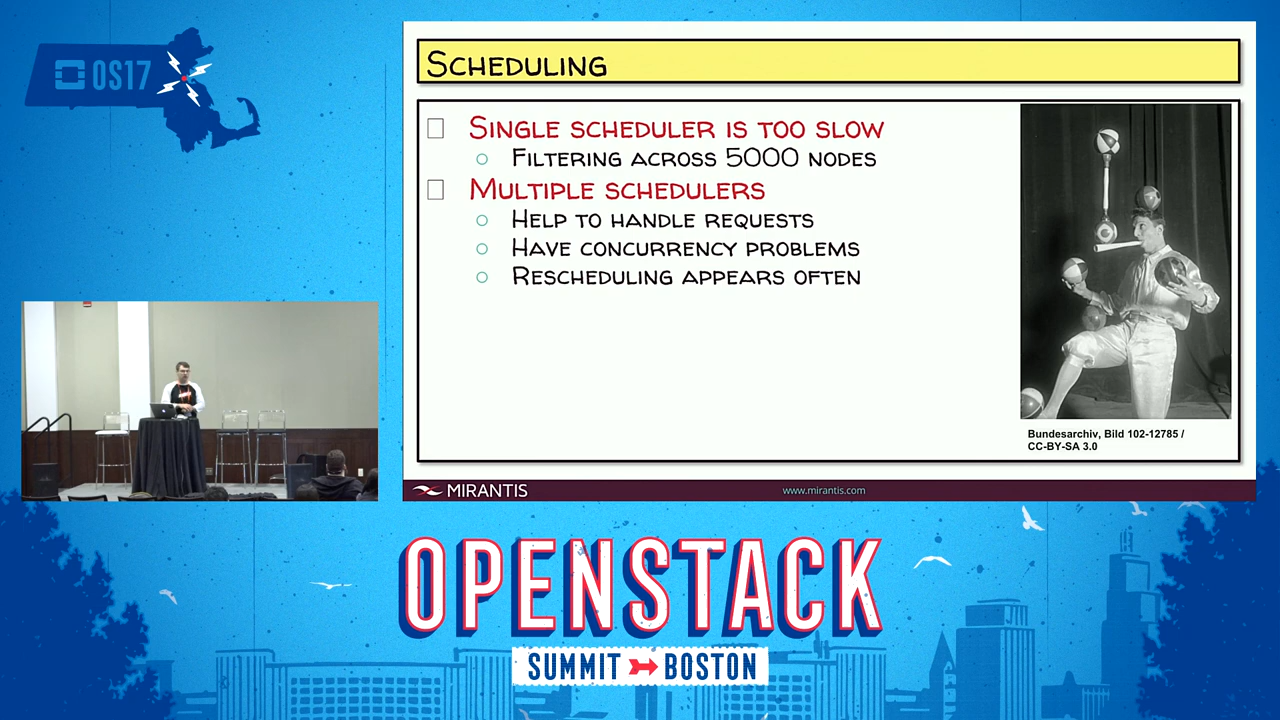 OS17
SCHEDULING
SINGLE SCHEDULER IS TOO SLOW
FILTERING ACROSS 5000 NODES
MULTIPLE SCHEDULERS
HELP TO HANDLE REQUESTS
HAVE CONCURRENCY PROBLEMS
RESCHEDULING APPEARS OFTEN
Bundesarchiv, Bild 102-12785 /
CC-BY-SA 3.0
MIRANTIS
www.mirantis.com
OPENSTACK
SUMMIT BOSTON